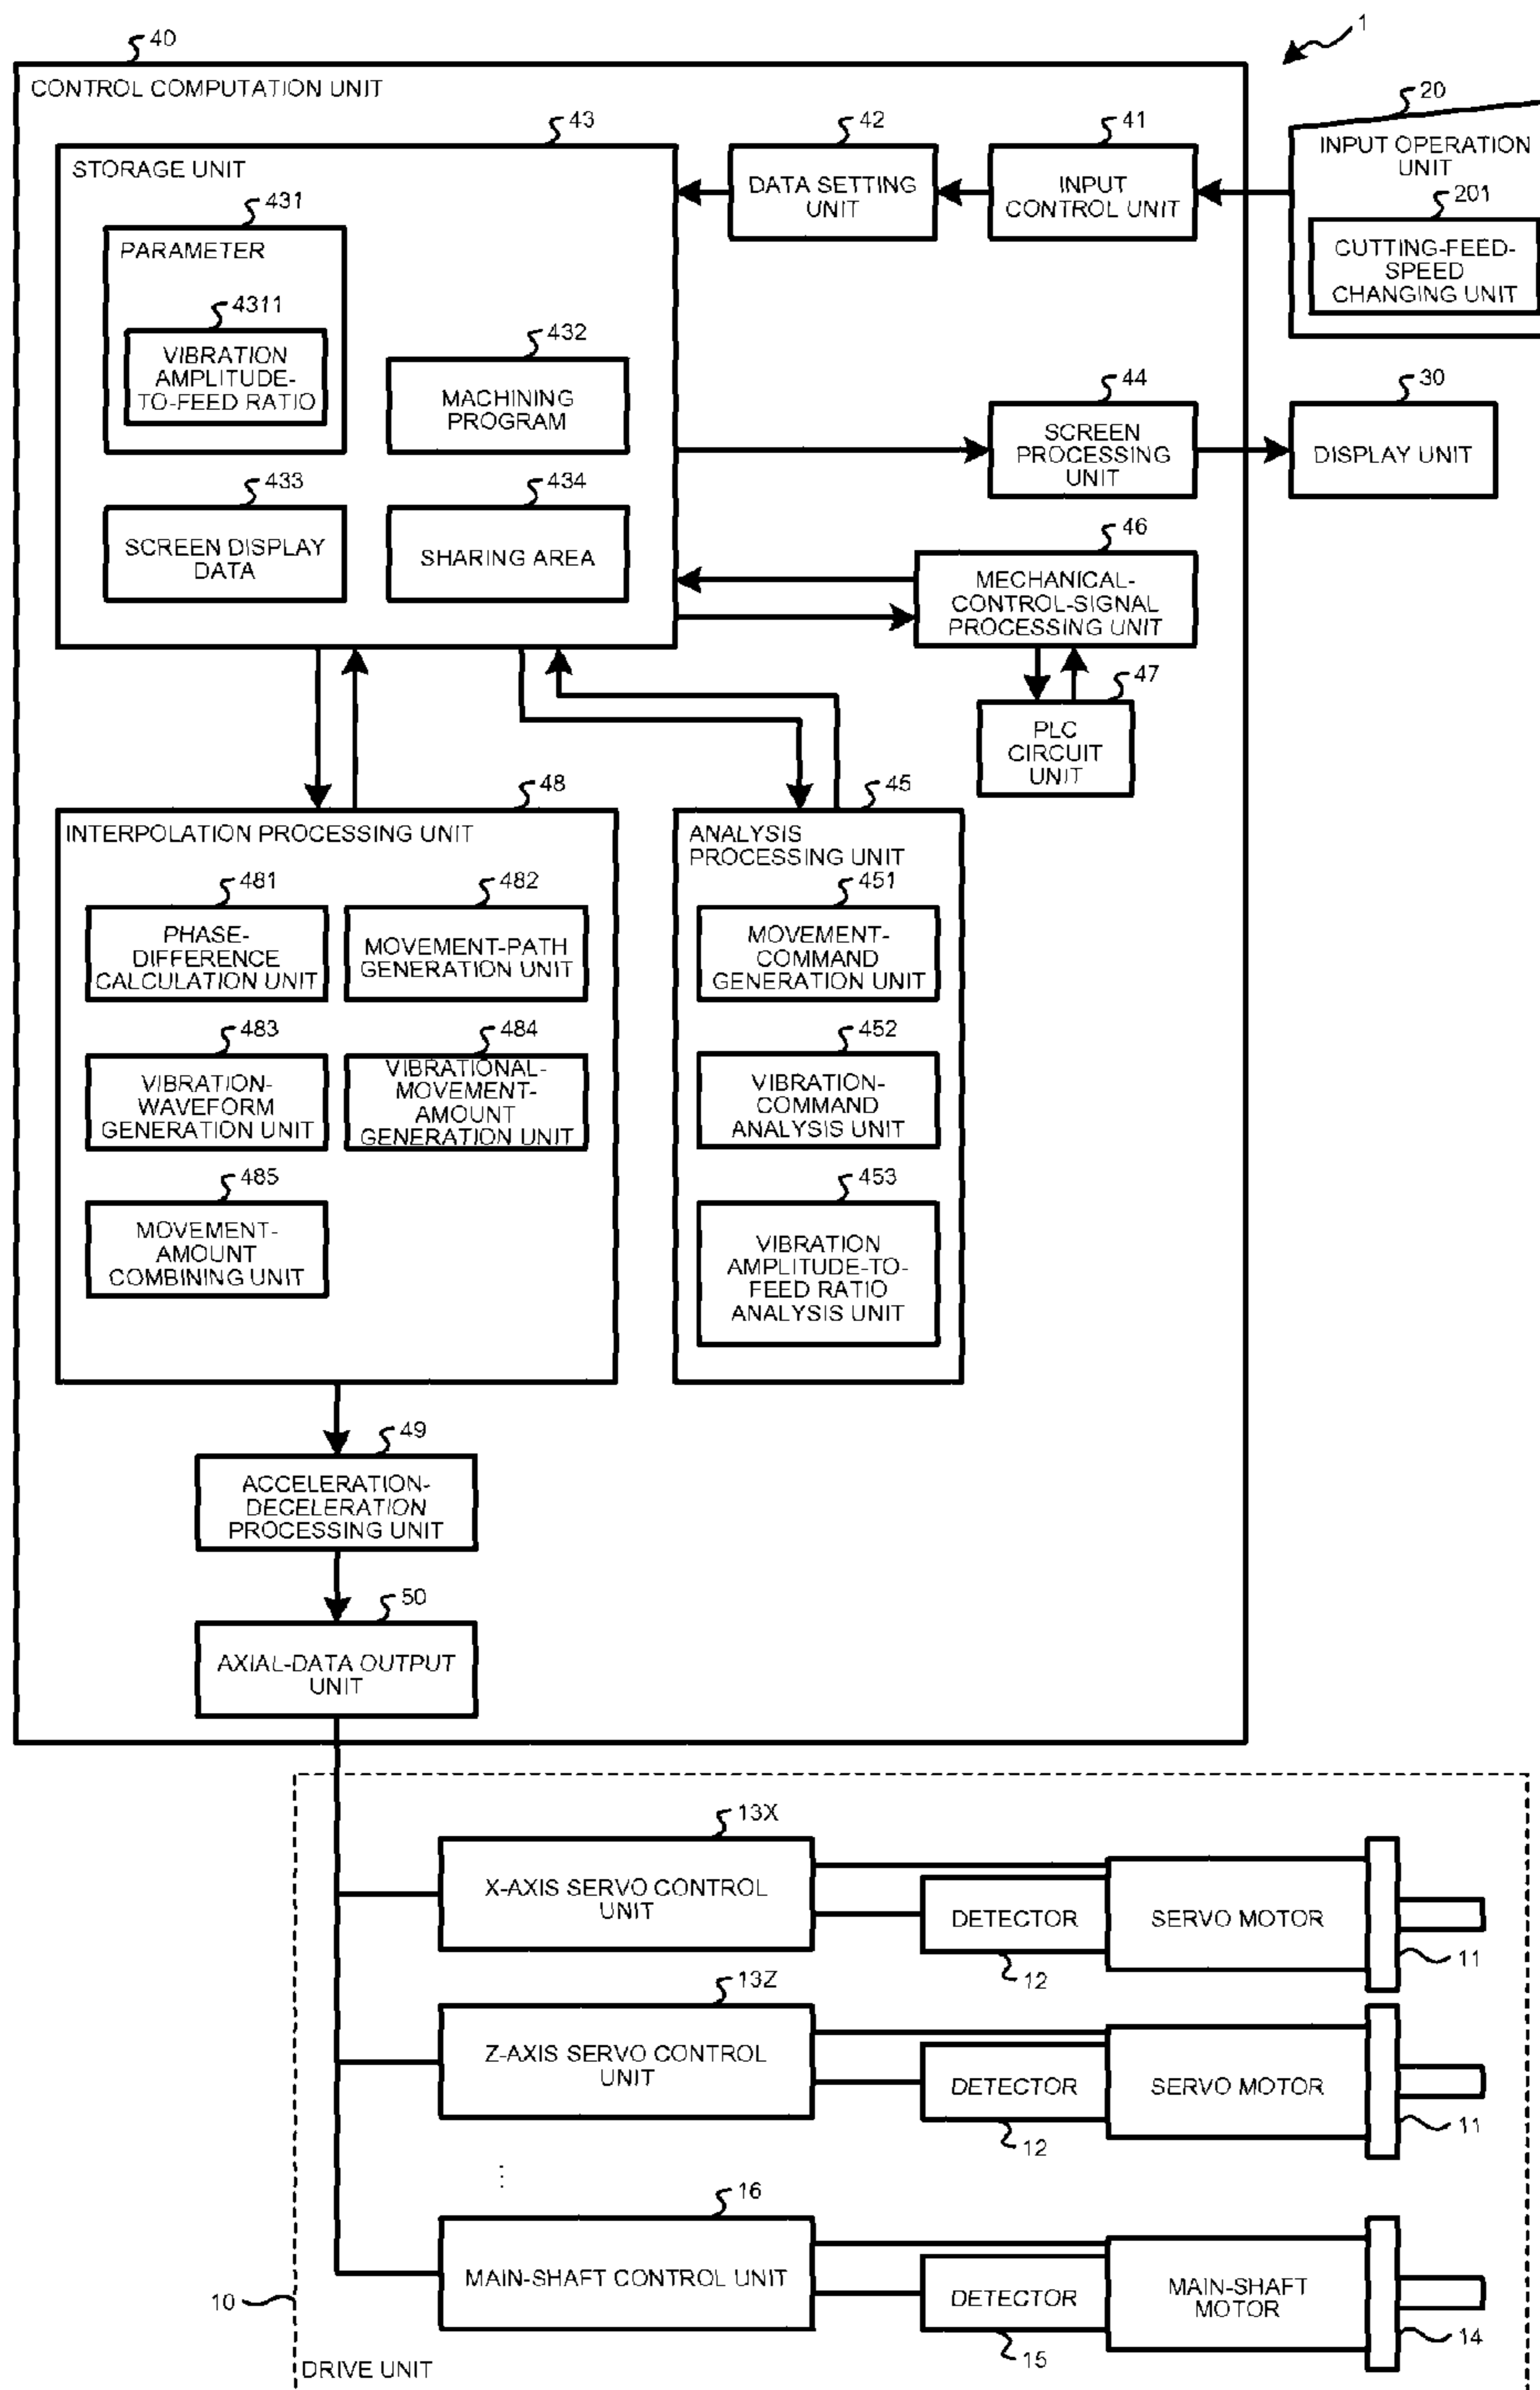 1
40
CONTROL COMPUTATION UNIT
43
STORAGE UNIT
431
PARAMETER
4311
VIBRATION
AMPLITUDE-
TO-FEED RATIO
432
MACHINING
PROGRAM
433
SCREEN DISPLAY
DATA
434
SHARING AREA
42
DATA SETTING
UNIT
41
INPUT
CONTROL UNIT
20
INPUT OPERATION
UNIT
201
CUTTING-FEED-
SPEED
CHANGING UNIT
44
SCREEN
PROCESSING
UNIT
30
DISPLAY UNIT
46
MECHANICAL-
CONTROL-SIGNAL
PROCESSING UNIT
47
PLC
CIRCUIT
UNIT
48
INTERPOLATION PROCESSING UNIT
481
PHASE-
DIFFERENCE
CALCULATION UNIT
482
MOVEMENT-PATH
GENERATION UNIT
483
VIBRATION-
WAVEFORM
GENERATION UNIT
484
VIBRATIONAL-
MOVEMENT-
AMOUNT
GENERATION UNIT
485
MOVEMENT-
AMOUNT
COMBINING UNIT
45
ANALYSIS
PROCESSING UNIT
451
MOVEMENT-
COMMAND
GENERATION UNIT
452
VIBRATION-
COMMAND
ANALYSIS UNIT
453
VIBRATION
AMPLITUDE-TO-
FEED RATIO
ANALYSIS UNIT
49
ACCELERATION-
DECELERATION
PROCESSING UNIT
50
AXIAL-DATA OUTPUT
UNIT
13X
X-AXIS SERVO CONTROL
UNIT
DETECTOR
12
SERVO MOTOR
11
13Z
Z-AXIS SERVO CONTROL
UNIT
DETECTOR
12
SERVO MOTOR
11
⋮
16
MAIN-SHAFT CONTROL UNIT
DETECTOR
15
MAIN-SHAFT
MOTOR
14
10
DRIVE UNIT